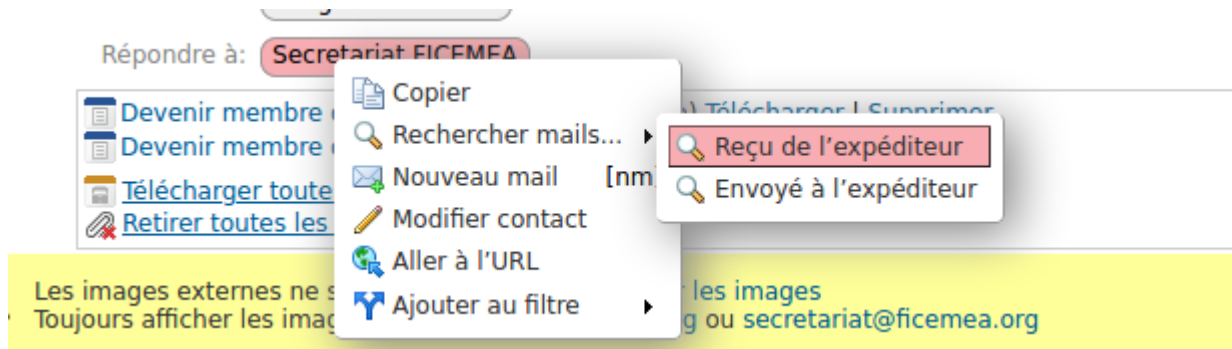 Répondre à: Secretariat FICEMEA
Copier
Devenir membre Télécharger | Supprimer
Rechercher mails... Reçu de l'expéditeur
Devenir membre
Nouveau mail [nm] Envoyé à l'expéditeur
Télécharger toute
Modifier contact
Retirer toutes les
Aller à l'URL
Les images externes ne les images
Ajouter au filtre
Toujours afficher les ou secretariat@ficemea.org